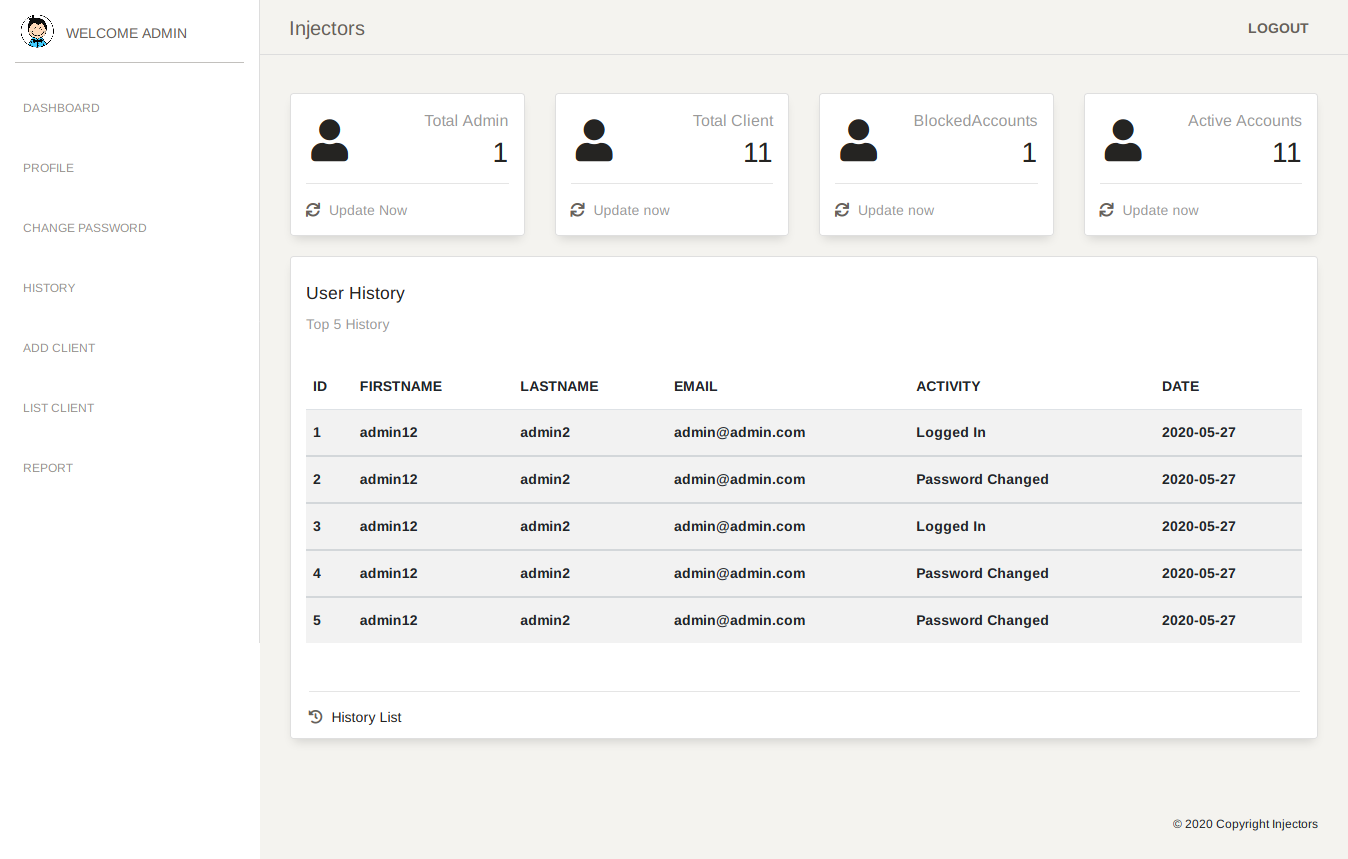 WELCOME ADMIN
DASHBOARD
PROFILE
CHANGE PASSWORD
HISTORY
ADD CLIENT
LIST CLIENT
REPORT
Injectors
LOGOUT
Total Admin
1
Update Now
Total Client
11
Update now
BlockedAccounts
1
Update now
Active Accounts
11
Update now
User History
Top 5 History
ID FIRSTNAME LASTNAME EMAIL ACTIVITY DATE
1 admin12 admin2 admin@admin.com Logged In 2020-05-27
2 admin12 admin2 admin@admin.com Password Changed 2020-05-27
3 admin12 admin2 admin@admin.com Logged In 2020-05-27
4 admin12 admin2 admin@admin.com Password Changed 2020-05-27
5 admin12 admin2 admin@admin.com Password Changed 2020-05-27
History List
© 2020 Copyright Injectors